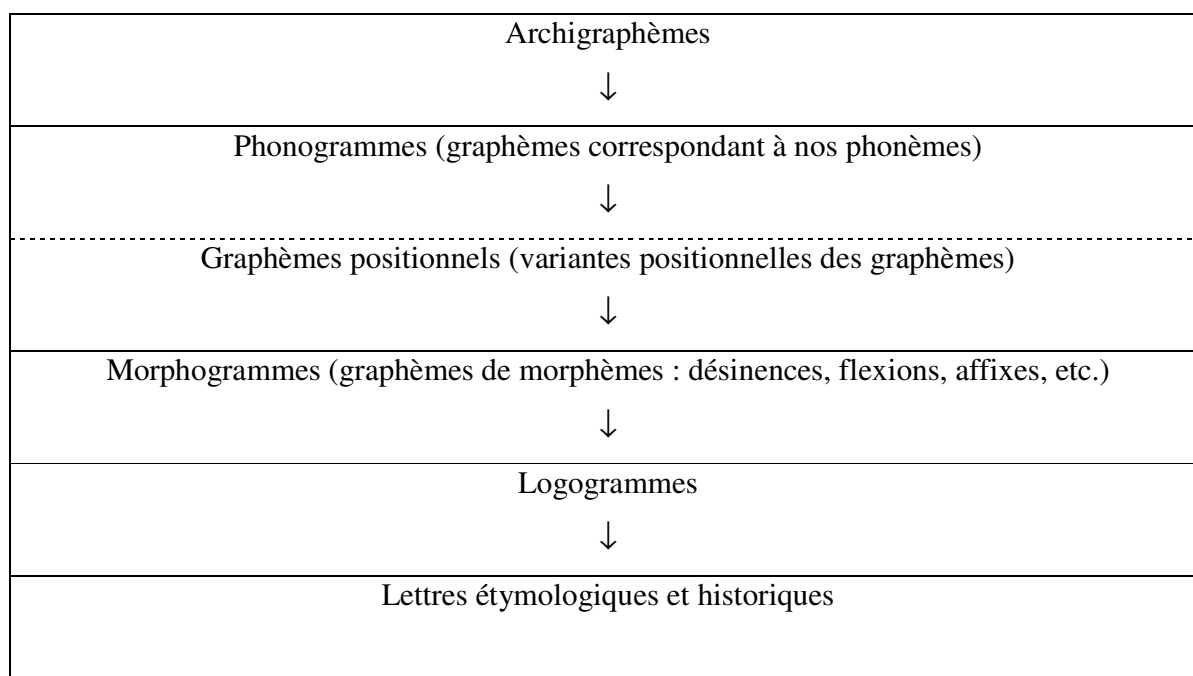 Archigraphèmes
↓
Phonogrammes (graphèmes correspondant à nos phonèmes)
↓
Graphèmes positionnels (variantes positionnelles des graphèmes)
↓
Morphogrammes (graphèmes de morphèmes : désinences, flexions, affixes, etc.)
↓
Logogrammes
↓
Lettres étymologiques et historiques